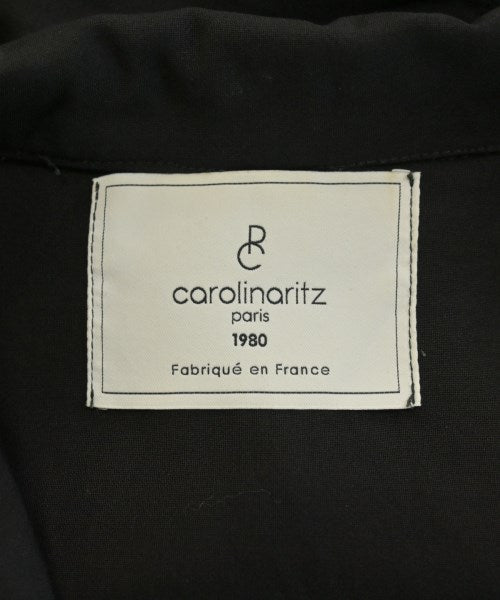 RC
carolinaritz
paris
1980
Fabriqué en France